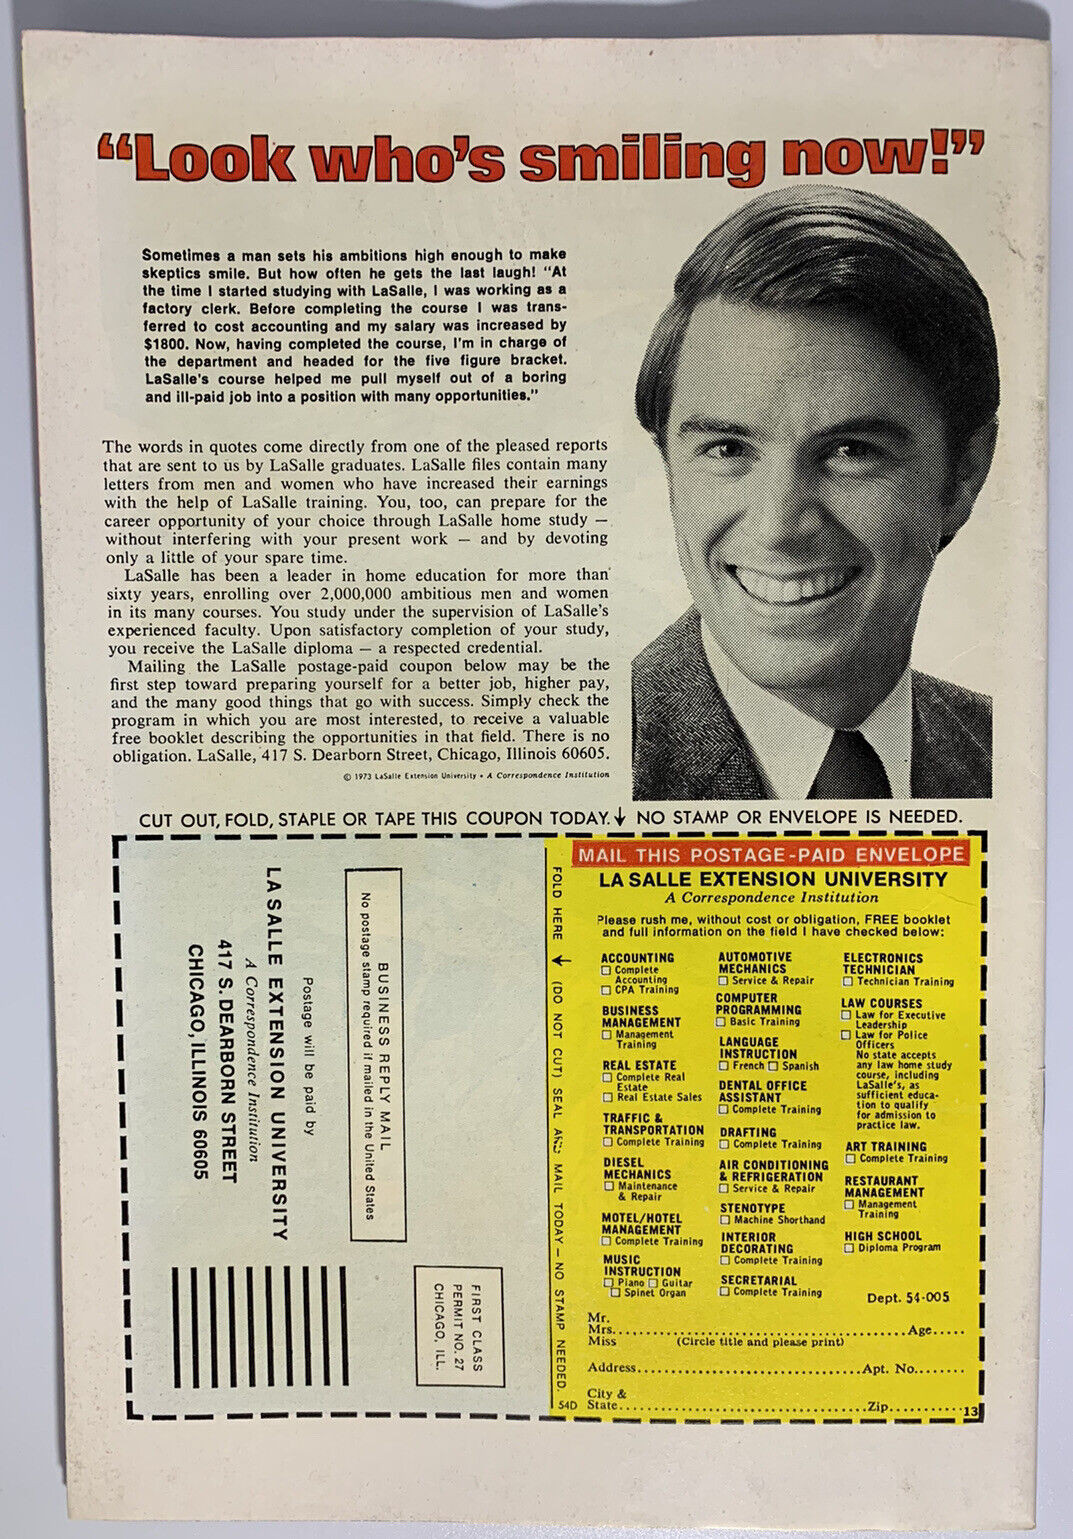 “Look who’s smiling now!”
Sometimes a man sets his ambitions high enough to make
skeptics smile. But how often he gets the last laugh! “At
the time I started studying with LaSalle, I was working as a
factory clerk. Before completing the course I was trans-
ferred to cost accounting and my salary was increased by
$1800. Now, having completed the course, I’m in charge of
the department and headed for the five figure bracket.
LaSalle’s course helped me pull myself out of a boring
and ill-paid job into a position with many opportunities.”
The words in quotes come directly from one of the pleased reports
that are sent to us by LaSalle graduates. LaSalle files contain many
letters from men and women who have increased their earnings
with the help of LaSalle training. You, too, can prepare for the
career opportunity of your choice through LaSalle home study —
without interfering with your present work — and by devoting
only a little of your spare time.
LaSalle has been a leader in home education for more than
sixty years, enrolling over 2,000,000 ambitious men and women
in its many courses. You study under the supervision of LaSalle’s
experienced faculty. Upon satisfactory completion of your study,
you receive the LaSalle diploma — a respected credential.
Mailing the LaSalle postage-paid coupon below may be the
first step toward preparing yourself for a better job, higher pay,
and the many good things that go with success. Simply check the
program in which you are most interested, to receive a valuable
free booklet describing the opportunities in that field. There is no
obligation. LaSalle, 417 S. Dearborn Street, Chicago, Illinois 60605.
© 1973 LaSalle Extension University • A Correspondence Institution
CUT OUT, FOLD, STAPLE OR TAPE THIS COUPON TODAY.↓ NO STAMP OR ENVELOPE IS NEEDED.
FIRST CLASS
PERMIT NO. 27
CHICAGO, ILL.
BUSINESS REPLY MAIL
No postage stamp required if mailed in the United States
Postage will be paid by
LA SALLE EXTENSION UNIVERSITY
A Correspondence Institution
417 S. DEARBORN STREET
CHICAGO, ILLINOIS 60605
FOLD HERE ↓ (DO NOT CUT) SEAL AND MAIL TODAY — NO STAMP NEEDED.
54D
MAIL THIS POSTAGE-PAID ENVELOPE
LA SALLE EXTENSION UNIVERSITY
A Correspondence Institution
Please rush me, without cost or obligation, FREE booklet
and full information on the field I have checked below:
ACCOUNTING
☐ Complete
Accounting
☐ CPA Training
BUSINESS
MANAGEMENT
☐ Management
Training
REAL ESTATE
☐ Complete Real
Estate
☐ Real Estate Sales
TRAFFIC &
TRANSPORTATION
☐ Complete Training
DIESEL
MECHANICS
☐ Maintenance
& Repair
MOTEL/HOTEL
MANAGEMENT
☐ Complete Training
MUSIC
INSTRUCTION
☐ Piano ☐ Guitar
☐ Spinet Organ
AUTOMOTIVE
MECHANICS
☐ Service & Repair
COMPUTER
PROGRAMMING
☐ Basic Training
LANGUAGE
INSTRUCTION
☐ French ☐ Spanish
DENTAL OFFICE
ASSISTANT
☐ Complete Training
DRAFTING
☐ Complete Training
AIR CONDITIONING
& REFRIGERATION
☐ Service & Repair
STENOTYPE
☐ Machine Shorthand
INTERIOR
DECORATING
☐ Complete Training
SECRETARIAL
☐ Complete Training
ELECTRONICS
TECHNICIAN
☐ Technician Training
LAW COURSES
☐ Law for Executive
Leadership
☐ Law for Police
Officers
No state accepts
any law home study
course, including
LaSalle’s, as
sufficient educa-
tion to qualify
for admission to
practice law.
ART TRAINING
☐ Complete Training
RESTAURANT
MANAGEMENT
☐ Management
Training
HIGH SCHOOL
☐ Diploma Program
Dept. 54-005
Mr.
Mrs...........................................................Age.....
Miss (Circle title and please print)
Address.............................................Apt. No.......
City &
State.................................................Zip..........
13